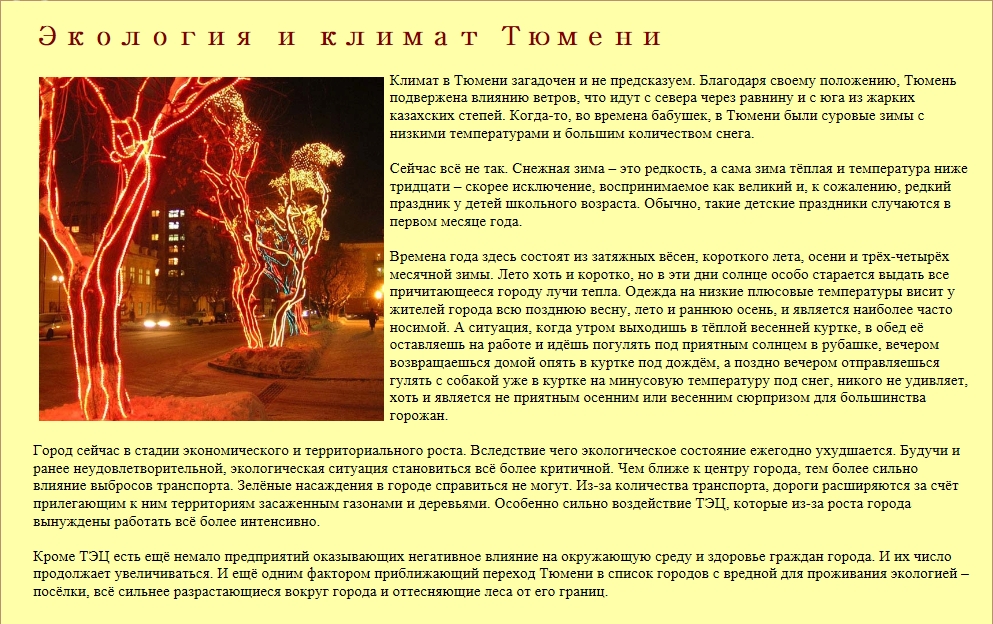 Экология и климат Тюмени
Климат в Тюмени загадочен и не предсказуем. Благодаря своему положению, Тюмень
подвержена влиянию ветров, что идут с севера через равнину и с юга из жарких
казахских степей. Когда-то, во времена бабушек, в Тюмени были суровые зимы с
низкими температурами и большим количеством снега.
Сейчас всё не так. Снежная зима – это редкость, а сама зима тёплая и температура ниже
тридцати – скорее исключение, воспринимаемое как великий и, к сожалению, редкий
праздник у детей школьного возраста. Обычно, такие детские праздники случаются в
первом месяце года.
Времена года здесь состоят из затяжных вёсен, короткого лета, осени и трёх-четырёх
месячной зимы. Лето хоть и коротко, но в эти дни солнце особо старается выдать все
причитающееся городу лучи тепла. Одежда на низкие плюсовые температуры висит у
жителей города всю позднюю весну, лето и раннюю осень, и является наиболее часто
носимой. А ситуация, когда утром выходишь в тёплой весенней куртке, в обед её
оставляешь на работе и идёшь погулять под приятным солнцем в рубашке, вечером
возвращаешься домой опять в куртке под дождём, а поздно вечером отправляешься
гулять с собакой уже в куртке на минусовую температуру под снег, никого не удивляет,
хоть и является не приятным осенним или весенним сюрпризом для большинства
горожан.
Город сейчас в стадии экономического и территориального роста. Вследствие чего экологическое состояние ежегодно ухудшается. Будучи и
ранее неудовлетворительной, экологическая ситуация становиться всё более критичной. Чем ближе к центру города, тем более сильно
влияние выбросов транспорта. Зелёные насаждения в городе справиться не могут. Из-за количества транспорта, дороги расширяются за счёт
прилегающим к ним территориям засаженным газонами и деревьями. Особенно сильно воздействие ТЭЦ, которые из-за роста города
вынуждены работать всё более интенсивно.
Кроме ТЭЦ есть ещё немало предприятий оказывающих негативное влияние на окружающую среду и здоровье граждан города. И их число
продолжает увеличиваться. И ещё одним фактором приближающий переход Тюмени в список городов с вредной для проживания экологией –
посёлки, всё сильнее разрастающиеся вокруг города и оттесняющие леса от его границ.